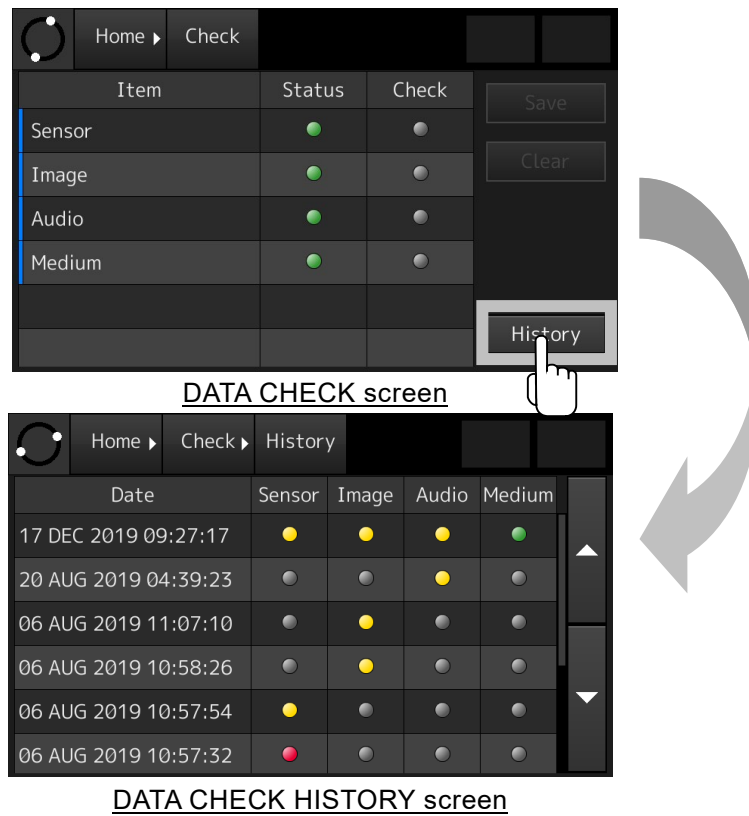 Home Check
Item Status Check
Sensor
Image
Audio
Medium
Save
Clear
History
DATA CHECK screen
Home Check History
Date Sensor Image Audio Medium
17 DEC 2019 09:27:17
20 AUG 2019 04:39:23
06 AUG 2019 11:07:10
06 AUG 2019 10:58:26
06 AUG 2019 10:57:54
06 AUG 2019 10:57:32
DATA CHECK HISTORY screen